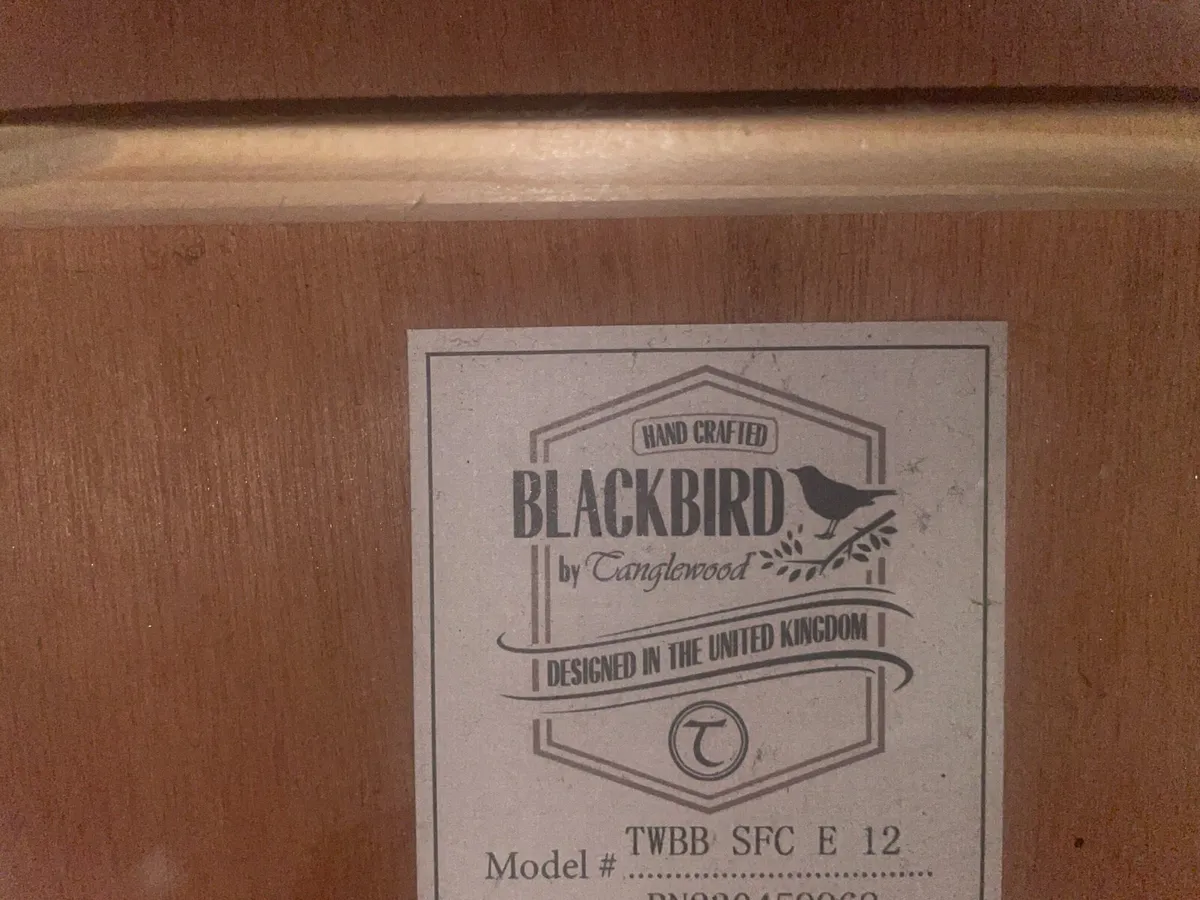 HAND CRAFTED
BLACKBIRD
by Tanglewood
DESIGNED IN THE UNITED KINGDOM
T
Model # TWBB SFC E 12